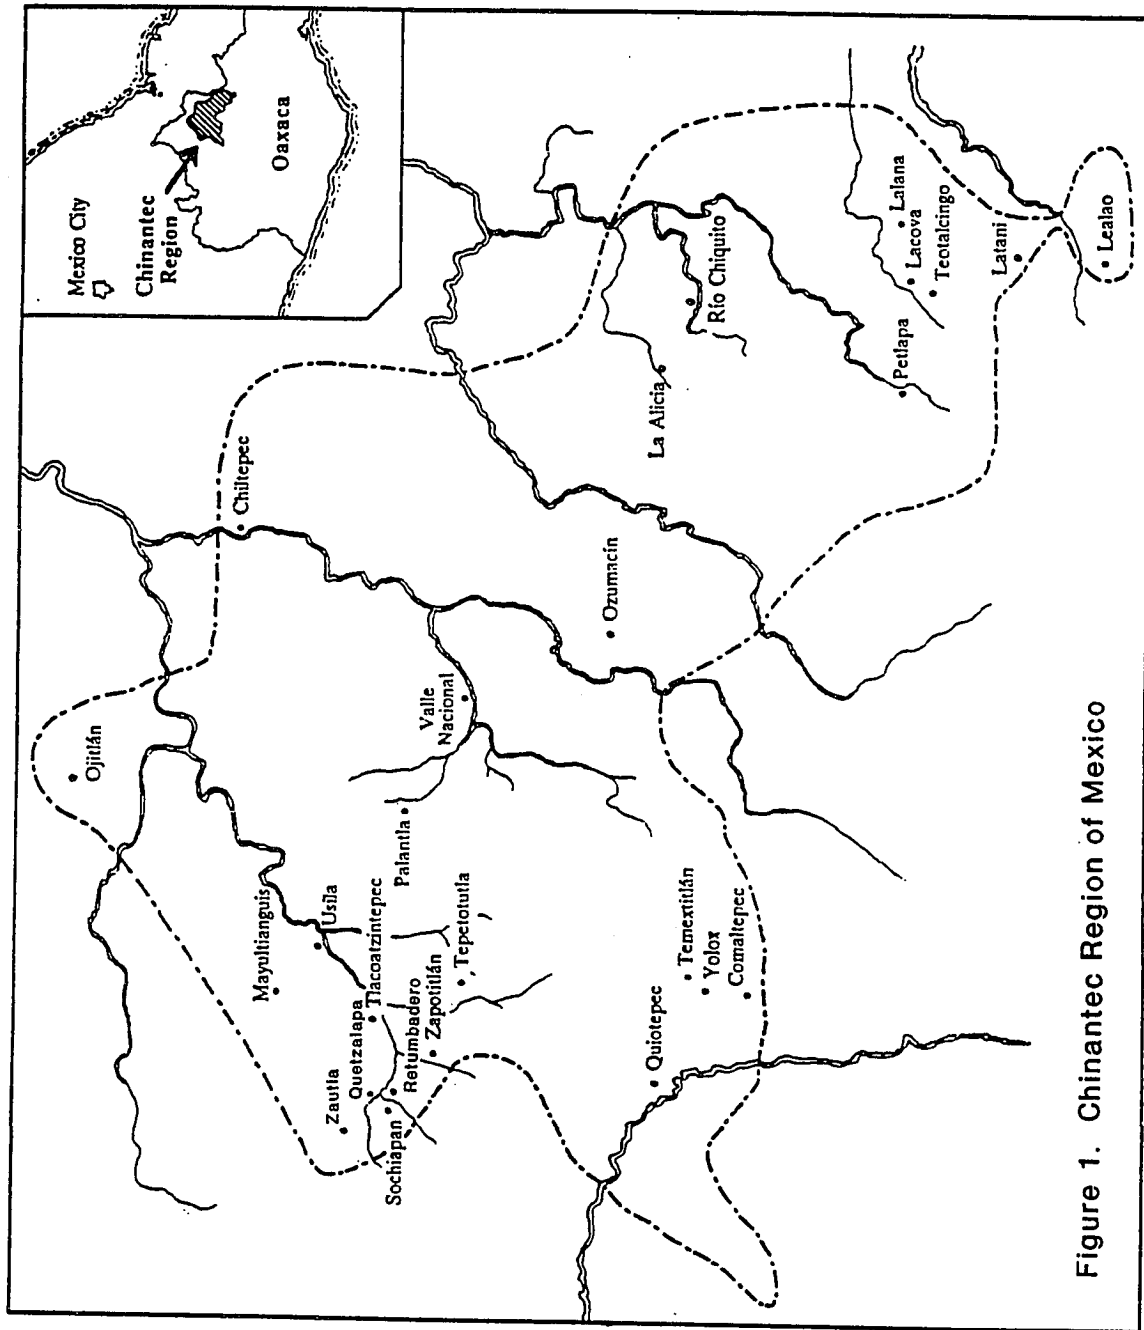 Mexico City
Chinantec
Region
Oaxaca
Ojitlán
Chiltepec
Mayultianguis
Usila
Valle
Nacional
Palantla
Zautla
Quetzalapa
Tlacoatzintepec
Tepetotutla
Sochiapan
Retumbadero
Zapotitlán
Ozumacín
La Alicia
Río Chiquito
Petlapa
Lacova
Lalana
Teotalcingo
Latani
Lealao
Quiotepec
Temextitlán
Yolox
Comaltepec
Figure 1. Chinantec Region of Mexico